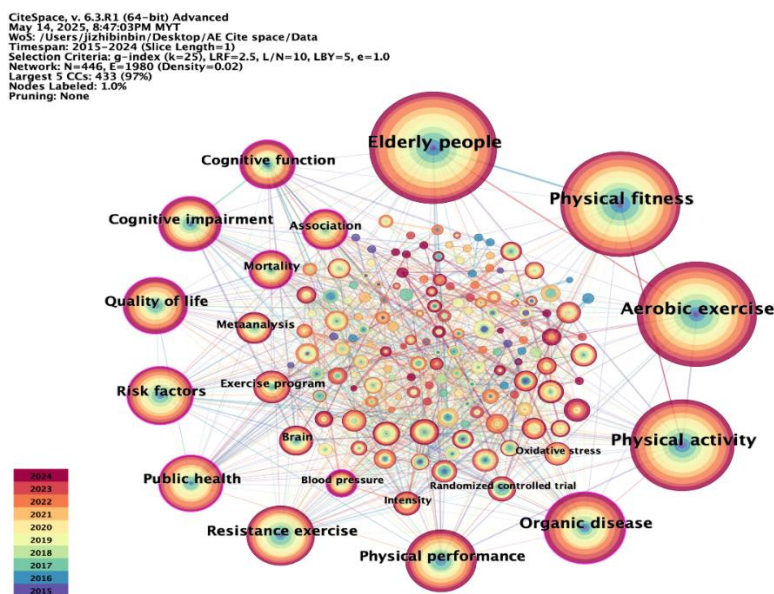 CiteSpace, v. 6.3.R1 (64-bit) Advanced
May 14, 2025, 8:47:03PM MYT
WoS: /Users/jizhibinbin/Desktop/AE Cite space/Data
Timespan: 2015-2024 (Slice Length=1)
Selection Criteria: g-index (k=25), LRF=2.5, L/N=10, LBY=5, e=1.0
Network: N=446, E=1980 (Density=0.02)
Largest 5 CCs: 433 (97%)
Nodes Labeled: 1.0%
Pruning: None
Elderly people
Cognitive function
Physical fitness
Cognitive impairment
Association
Mortality
Quality of life
Aerobic exercise
Metaanalysis
Risk factors
Exercise program
Brain
Physical activity
Oxidative stress
Public health
Blood pressure
Randomized controlled trial
Intensity
Resistance exercise
Organic disease
Physical performance
2024
2023
2022
2021
2020
2019
2018
2017
2016
2015